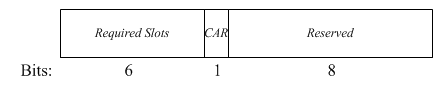 Required Slots CAR Reserved
Bits: 6 1 8